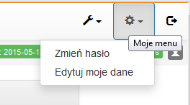 Moje menu
2015-05-1
Zmień hasło
Edytuj moje dane